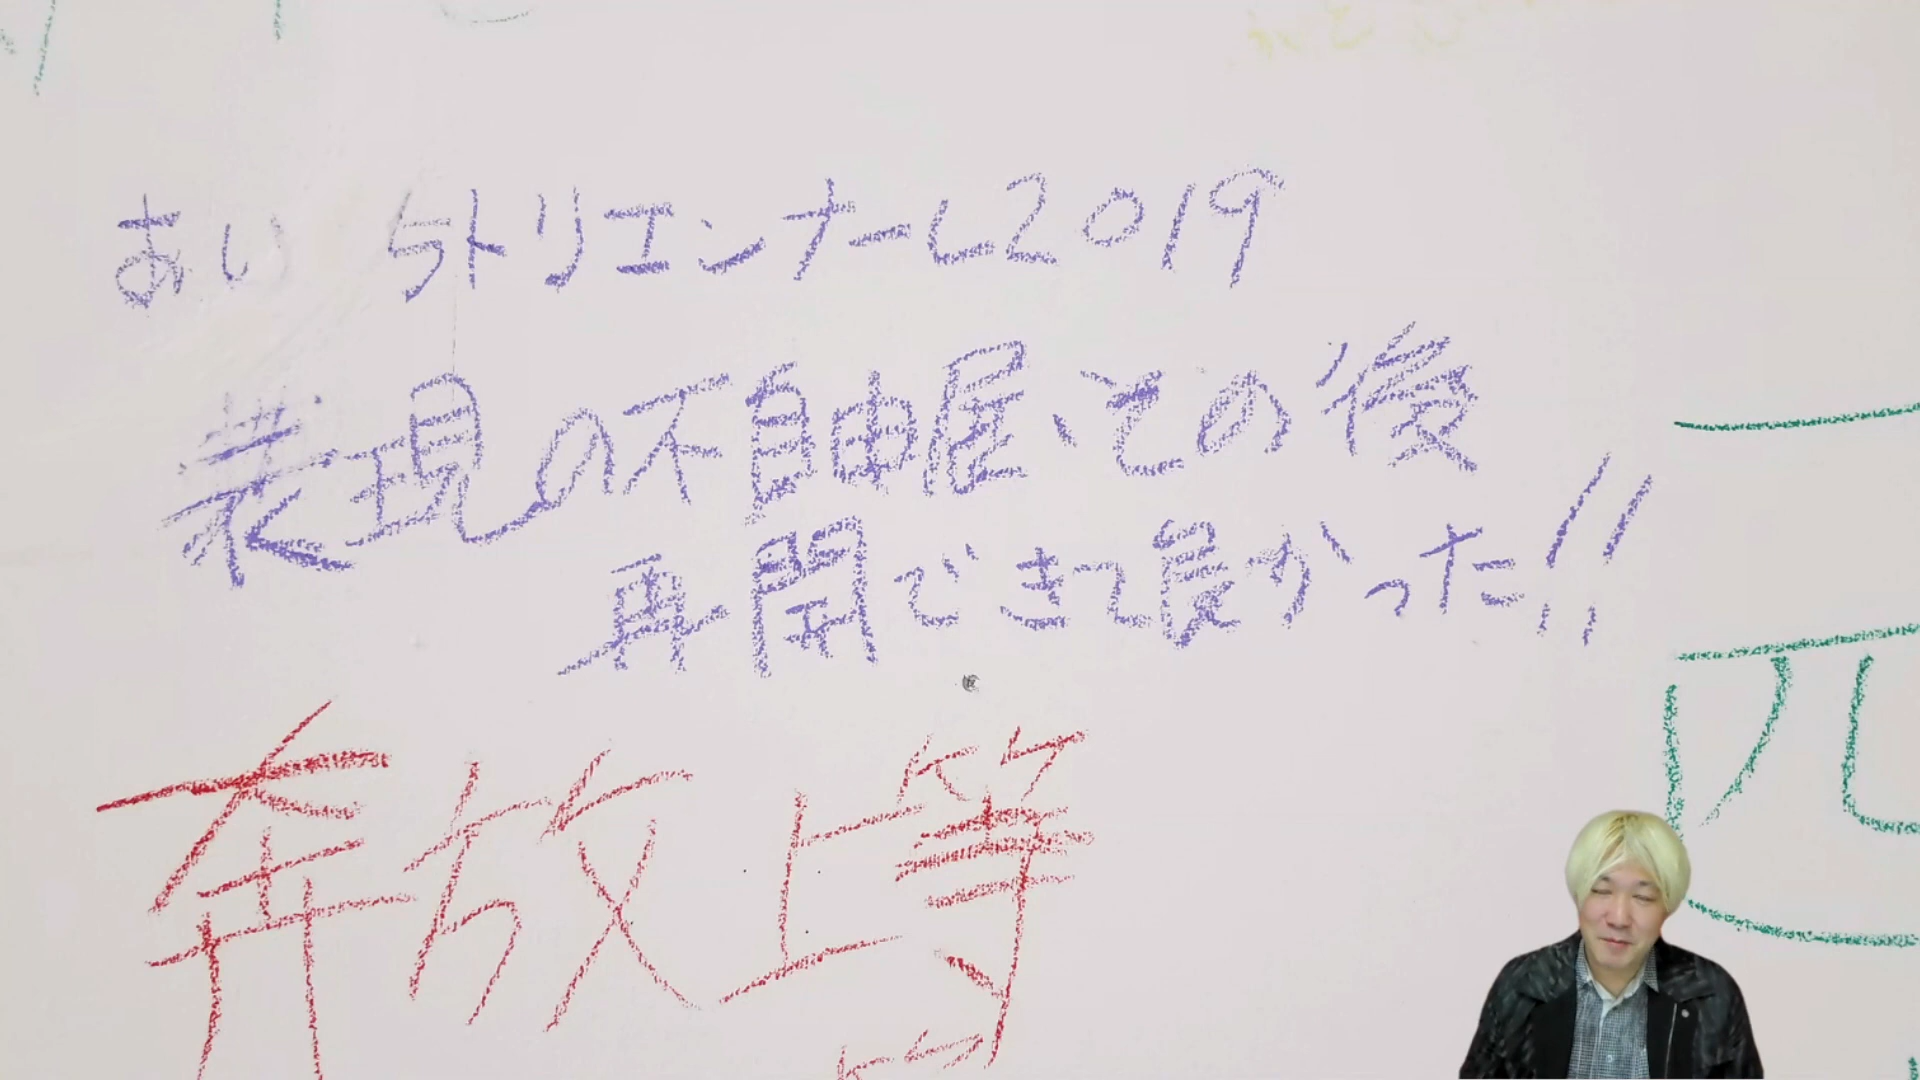 あいちトリエンナーレ2019
表現の不自由展、その後
再開できて良かった!!
奔放上等